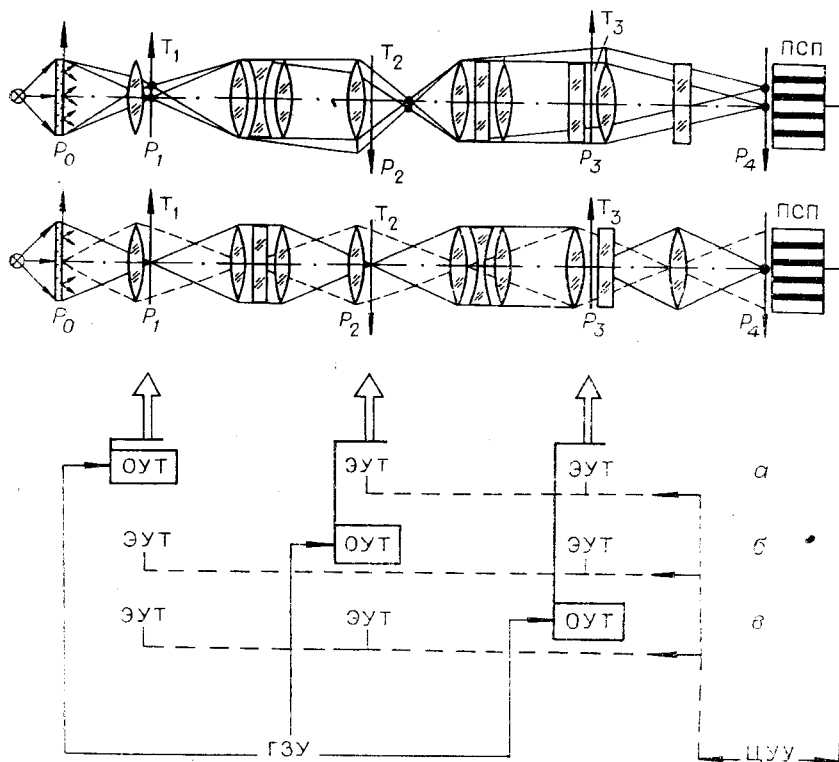 T₁ T₂ T₃ ПСП
P₀ P₁ P₂ P₃ P₄
T₁ T₂ T₃ ПСП
P₀ P₁ P₂ P₃ P₄
ОУТ ЭУТ ЭУТ а
ЭУТ ОУТ ЭУТ б
ЭУТ ЭУТ ОУТ в
ГЗУ ЦУУ